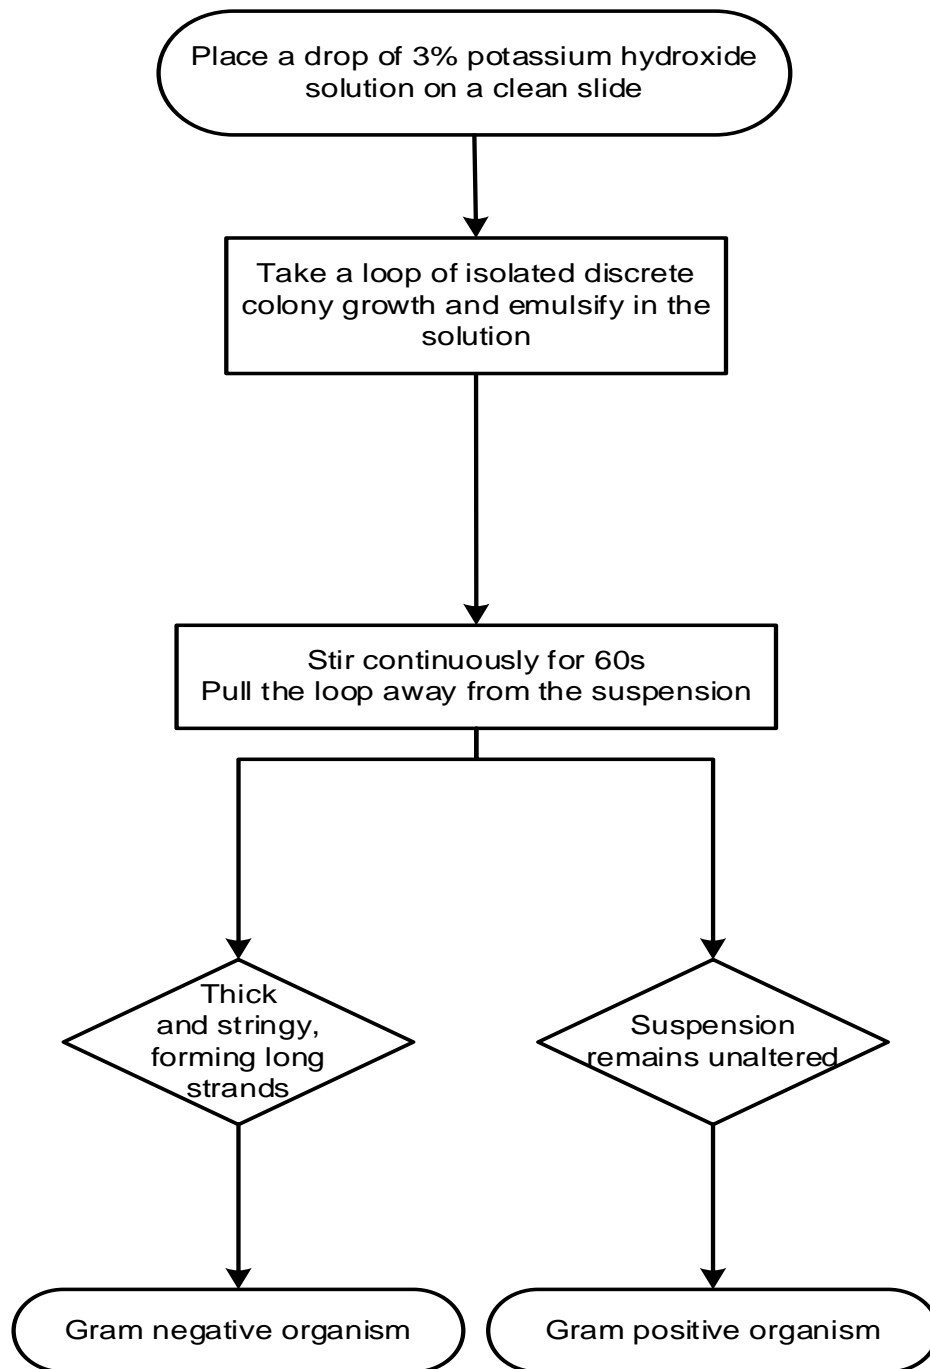 Place a drop of 3% potassium hydroxide
solution on a clean slide
Take a loop of isolated discrete
colony growth and emulsify in the
solution
Stir continuously for 60s
Pull the loop away from the suspension
Thick
and stringy,
forming long
strands
Suspension
remains unaltered
Gram negative organism
Gram positive organism